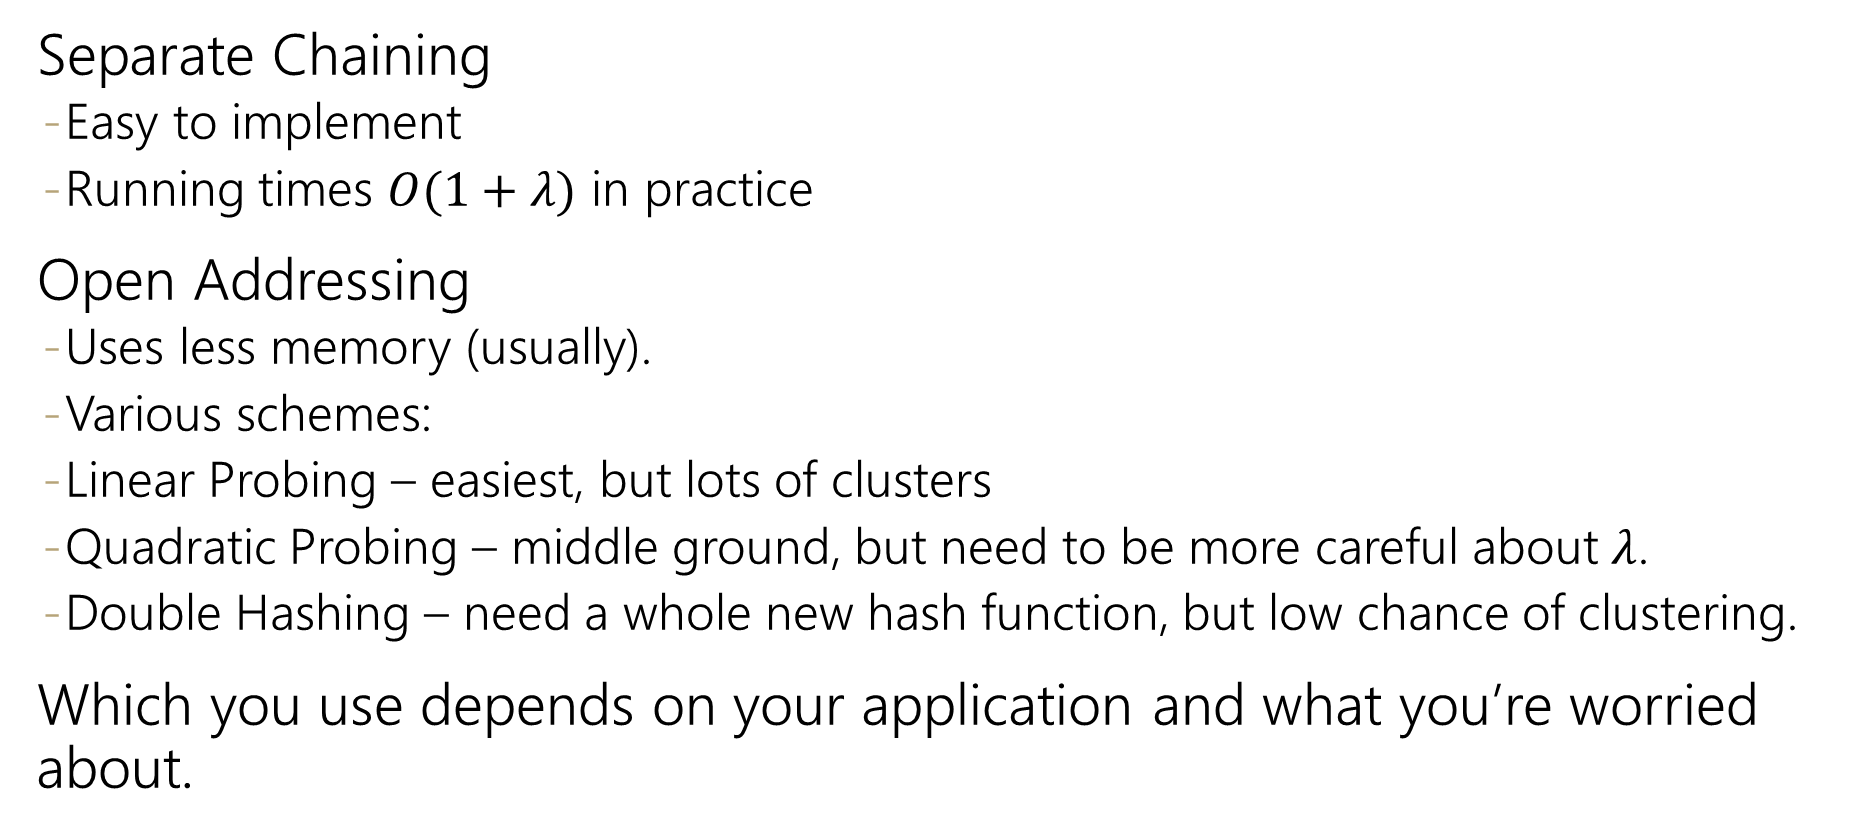 Separate Chaining
-Easy to implement
-Running times 𝑂(1 + 𝜆) in practice
Open Addressing
-Uses less memory (usually).
-Various schemes:
-Linear Probing – easiest, but lots of clusters
-Quadratic Probing – middle ground, but need to be more careful about 𝜆.
-Double Hashing – need a whole new hash function, but low chance of clustering.
Which you use depends on your application and what you’re worried
about.